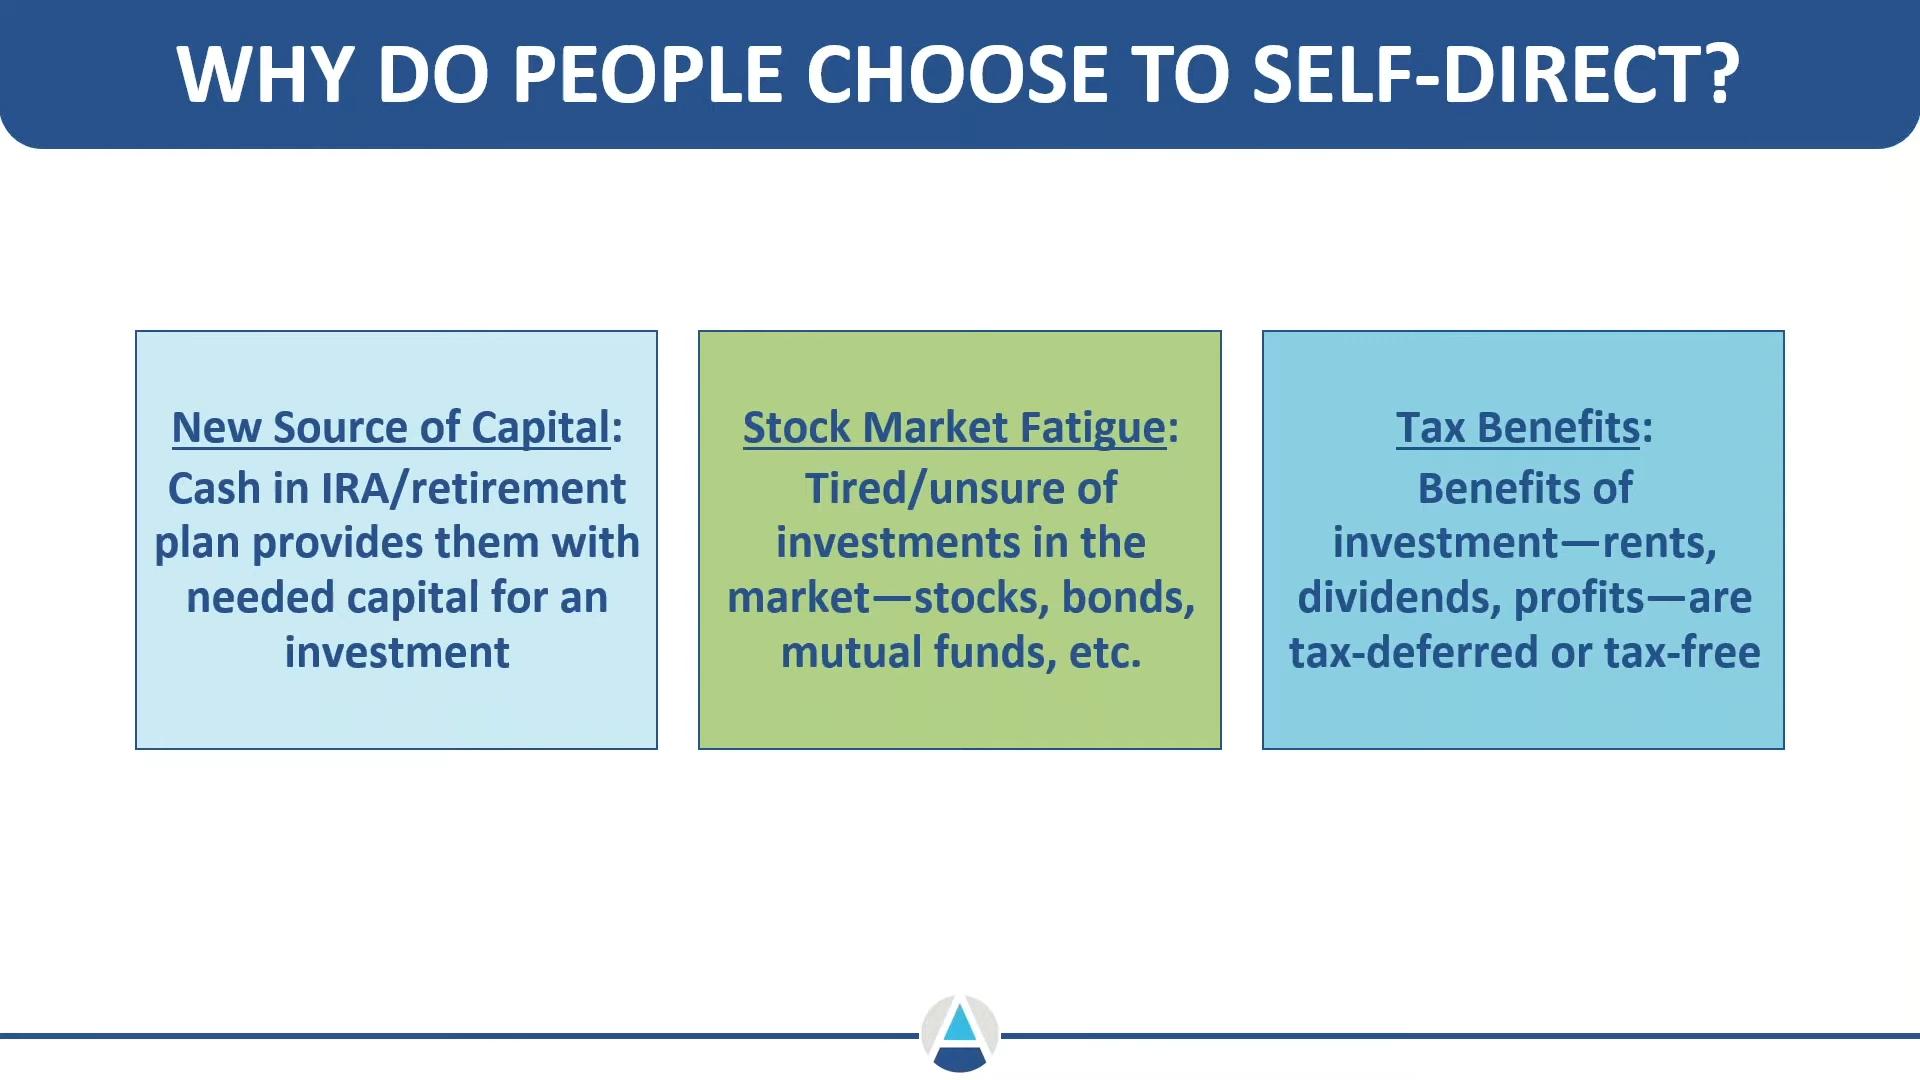 WHY DO PEOPLE CHOOSE TO SELF-DIRECT?
New Source of Capital:
Cash in IRA/retirement
plan provides them with
needed capital for an
investment
Stock Market Fatigue:
Tired/unsure of
investments in the
market—stocks, bonds,
mutual funds, etc.
Tax Benefits:
Benefits of
investment—rents,
dividends, profits—are
tax-deferred or tax-free